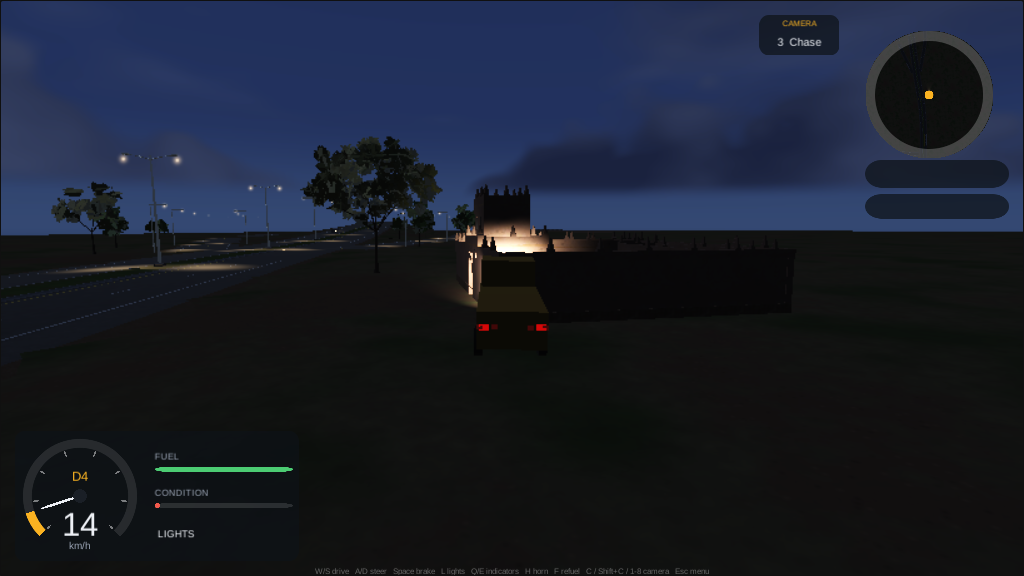 CAMERA
3 Chase
D4
14
km/h
FUEL
CONDITION
LIGHTS
W/S drive A/D steer Space brake L lights Q/E indicators H horn F refuel C / Shift+C / 1-8 camera Esc menu